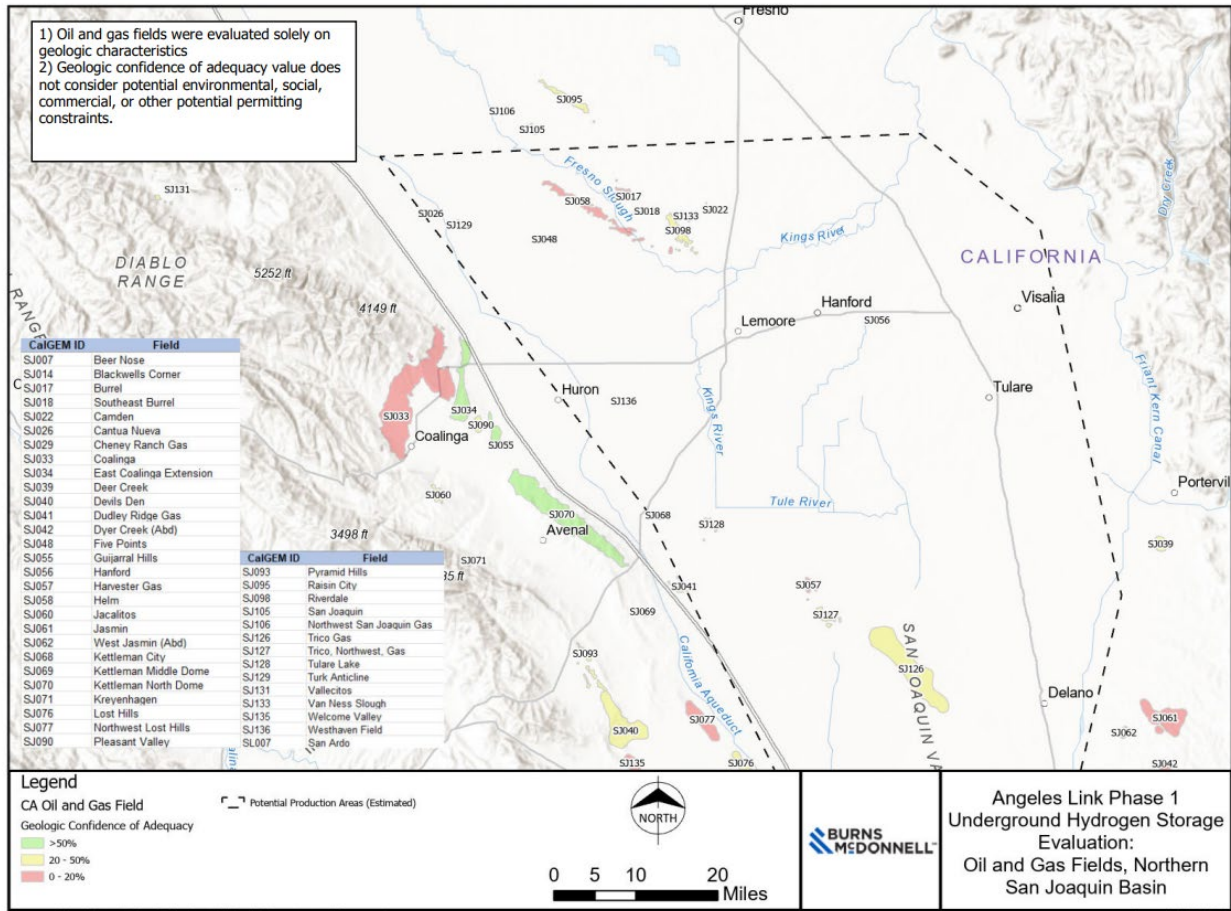 1) Oil and gas fields were evaluated solely on
geologic characteristics
2) Geologic confidence of adequacy value does
not consider potential environmental, social,
commercial, or other potential permitting
constraints.
Fresno
SJ095
SJ106
SJ105
SJ131
Fresno Slough
SJ017
SJ058
SJ018
SJ022
SJ133
SJ098
SJ026
SJ129
SJ048
Kings River
Dry Creek
DIABLO
RANGE
5252 ft
4149 ft
CALIFORNIA
Visalia
Hanford
SJ056
Lemoore
RANGE
Huron
SJ136
Tulare
Kings River
Friant Kern Canal
SJ033
SJ034
SJ090
Coalinga
SJ055
SJ060
SJ070
Avenal
SJ068
SJ128
Tule River
Portervil
SJ039
3498 ft
SJ071
35 ft
SJ041
SJ069
SJ057
SJ127
SJ093
California Aqueduct
SAN JOAQUIN VA
SJ126
Delano
SJ040
SJ077
SJ135
SJ076
SJ061
SJ062
SJ042
CalGEM ID Field
SJ007 Beer Nose
SJ014 Blackwells Corner
SJ017 Burrel
SJ018 Southeast Burrel
SJ022 Camden
SJ026 Cantua Nueva
SJ029 Cheney Ranch Gas
SJ033 Coalinga
SJ034 East Coalinga Extension
SJ039 Deer Creek
SJ040 Devils Den
SJ041 Dudley Ridge Gas
SJ042 Dyer Creek (Abd)
SJ048 Five Points
SJ055 Guijarral Hills
SJ056 Hanford
SJ057 Harvester Gas
SJ058 Helm
SJ060 Jacalitos
SJ061 Jasmin
SJ062 West Jasmin (Abd)
SJ068 Kettleman City
SJ069 Kettleman Middle Dome
SJ070 Kettleman North Dome
SJ071 Kreyenhagen
SJ076 Lost Hills
SJ077 Northwest Lost Hills
SJ090 Pleasant Valley
CalGEM ID Field
SJ093 Pyramid Hills
SJ095 Raisin City
SJ098 Riverdale
SJ105 San Joaquin
SJ106 Northwest San Joaquin Gas
SJ126 Trico Gas
SJ127 Trico, Northwest, Gas
SJ128 Tulare Lake
SJ129 Turk Anticline
SJ131 Vallecitos
SJ133 Van Ness Slough
SJ135 Welcome Valley
SJ136 Westhaven Field
SL007 San Ardo
Legend
CA Oil and Gas Field
Geologic Confidence of Adequacy
>50%
20 - 50%
0 - 20%
Potential Production Areas (Estimated)
NORTH
0 5 10 20
Miles
BURNS
McDONNELL
Angeles Link Phase 1
Underground Hydrogen Storage
Evaluation:
Oil and Gas Fields, Northern
San Joaquin Basin